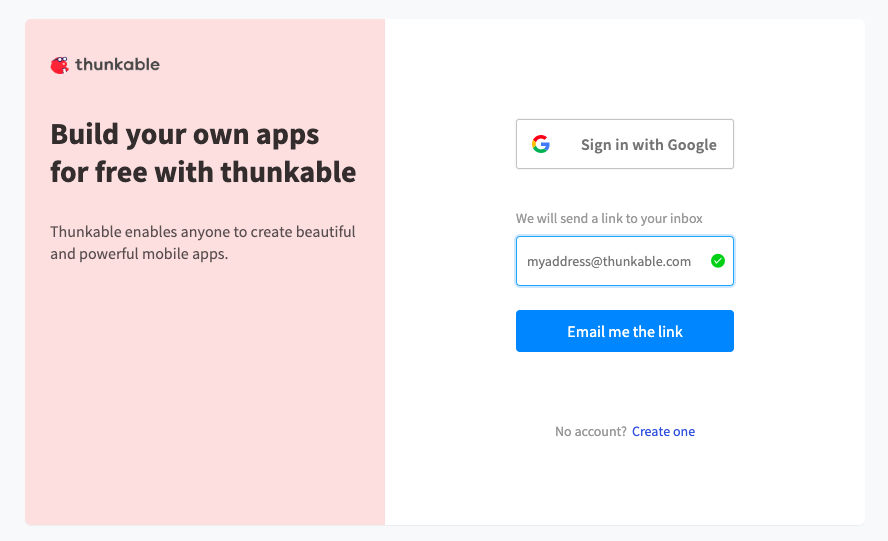 thunkable
Build your own apps
for free with thunkable
Thunkable enables anyone to create beautiful
and powerful mobile apps.
Sign in with Google
We will send a link to your inbox
myaddress@thunkable.com
Email me the link
No account? Create one